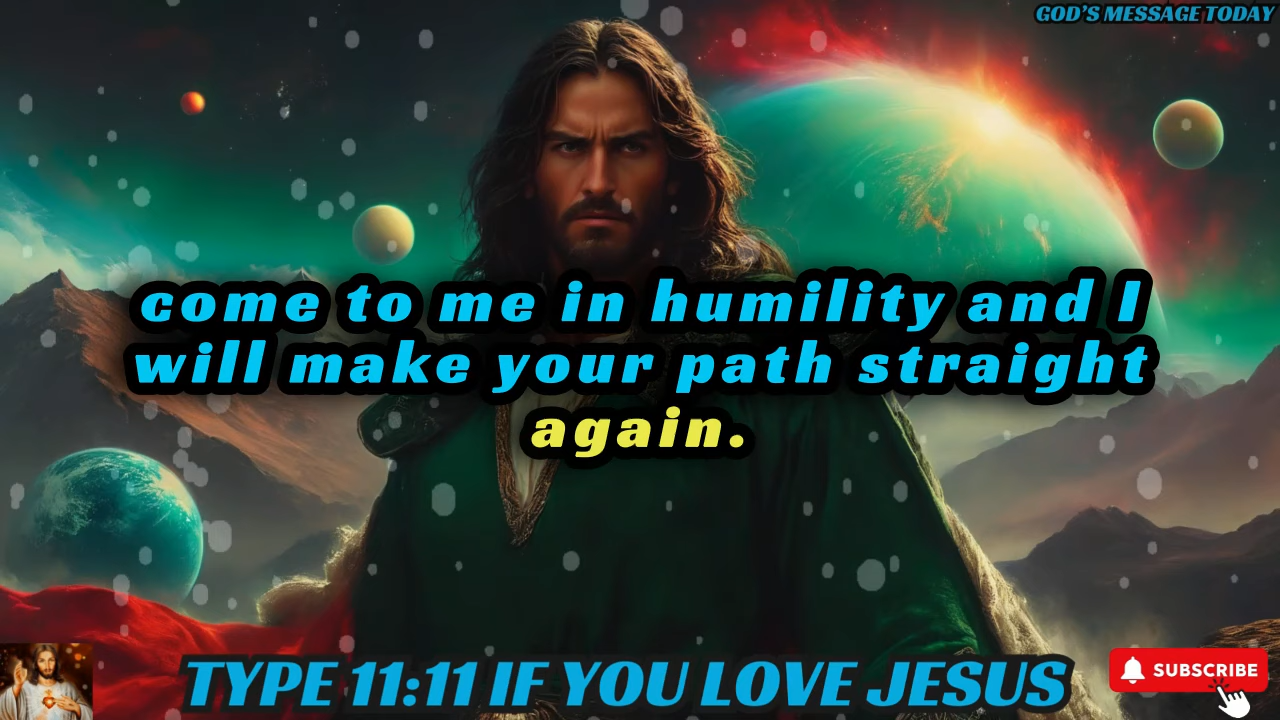 GOD'S MESSAGE TODAY
come to me in humility and I
will make your path straight
again.
TYPE 11:11 IF YOU LOVE JESUS
SUBSCRIBE